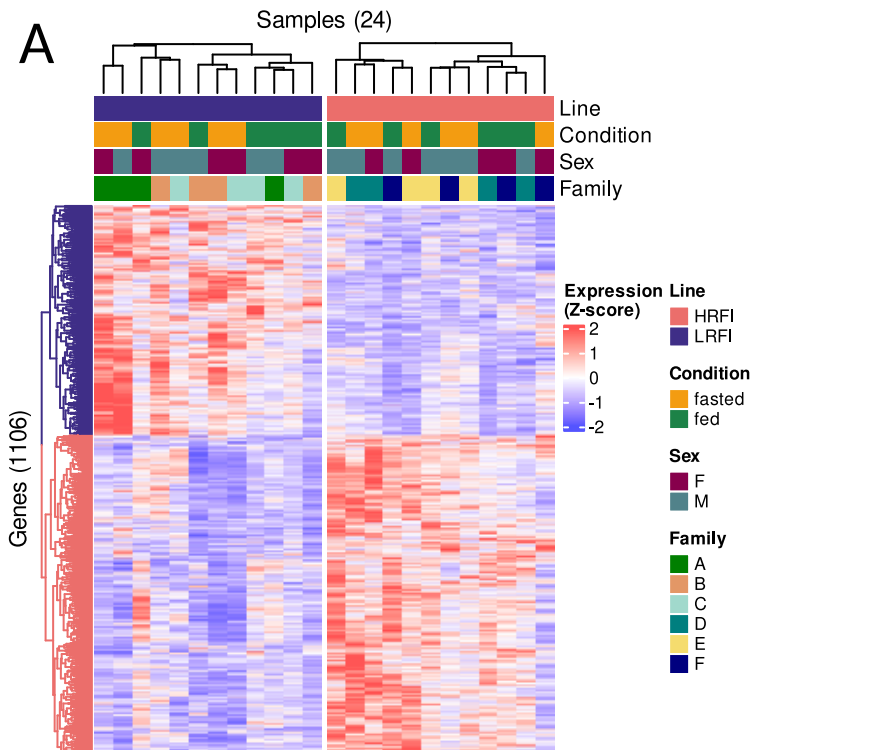 A
Samples (24)
Line
Condition
Sex
Family
Genes (1106)
Expression
(Z-score)
2
1
0
-1
-2
Line
HRFI
LRFI
Condition
fasted
fed
Sex
F
M
Family
A
B
C
D
E
F